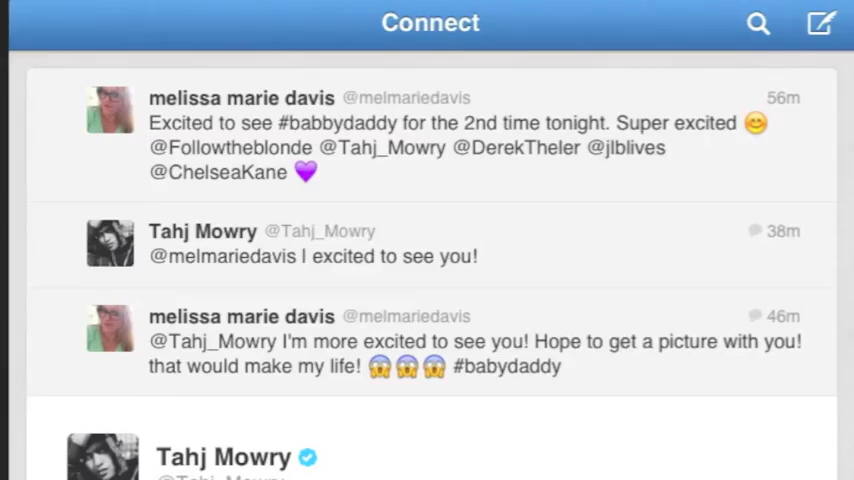 Connect
melissa marie davis @melmariedavis 56m
Excited to see #babbydaddy for the 2nd time tonight. Super excited 😊
@Followtheblonde @Tahj_Mowry @DerekTheler @jlblives
@ChelseaKane 💜
Tahj Mowry @Tahj_Mowry 38m
@melmariedavis I excited to see you!
melissa marie davis @melmariedavis 46m
@Tahj_Mowry I'm more excited to see you! Hope to get a picture with you!
that would make my life! 😱😱😱 #babydaddy
Tahj Mowry